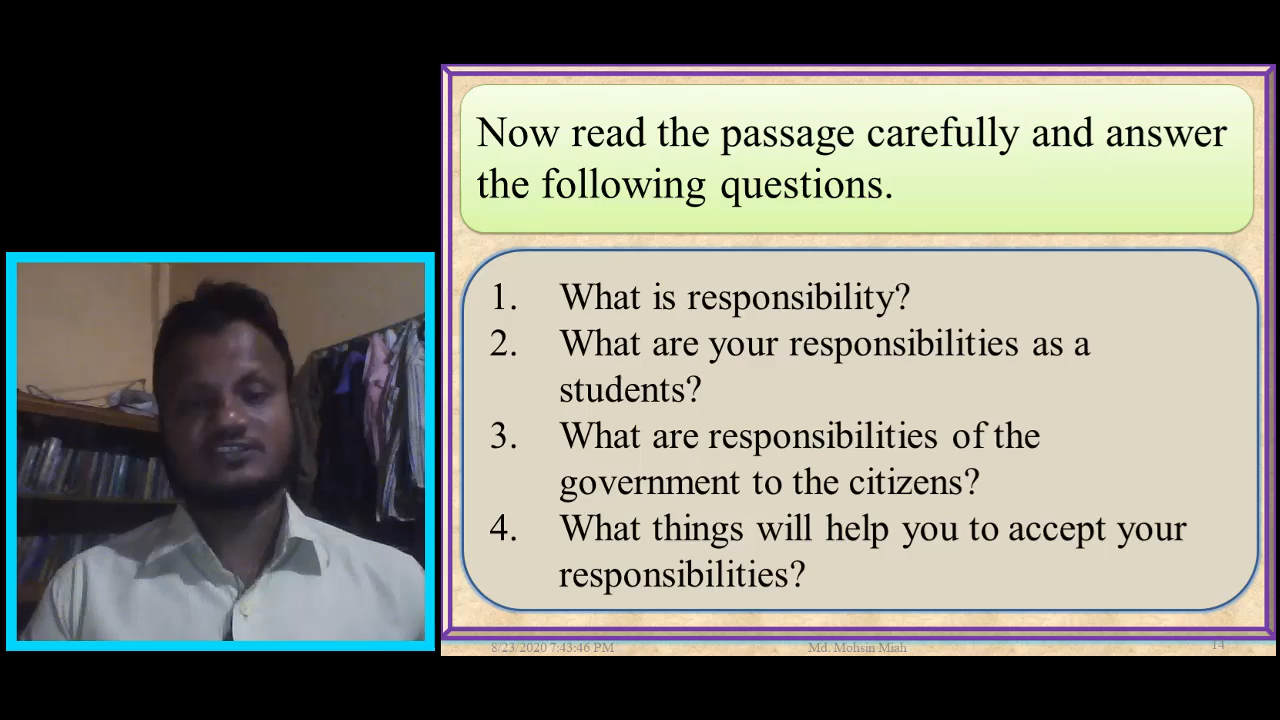 Now read the passage carefully and answer
the following questions.
1. What is responsibility?
2. What are your responsibilities as a
students?
3. What are responsibilities of the
government to the citizens?
4. What things will help you to accept your
responsibilities?
8/23/2020 7:43:46 PM Md. Mohsin Miah 14